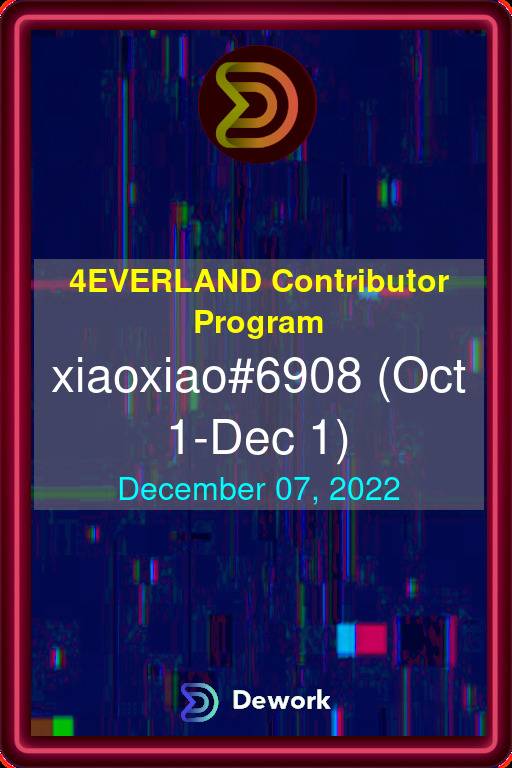 4EVERLAND Contributor
Program
xiaoxiao#6908 (Oct
1-Dec 1)
December 07, 2022
Dework